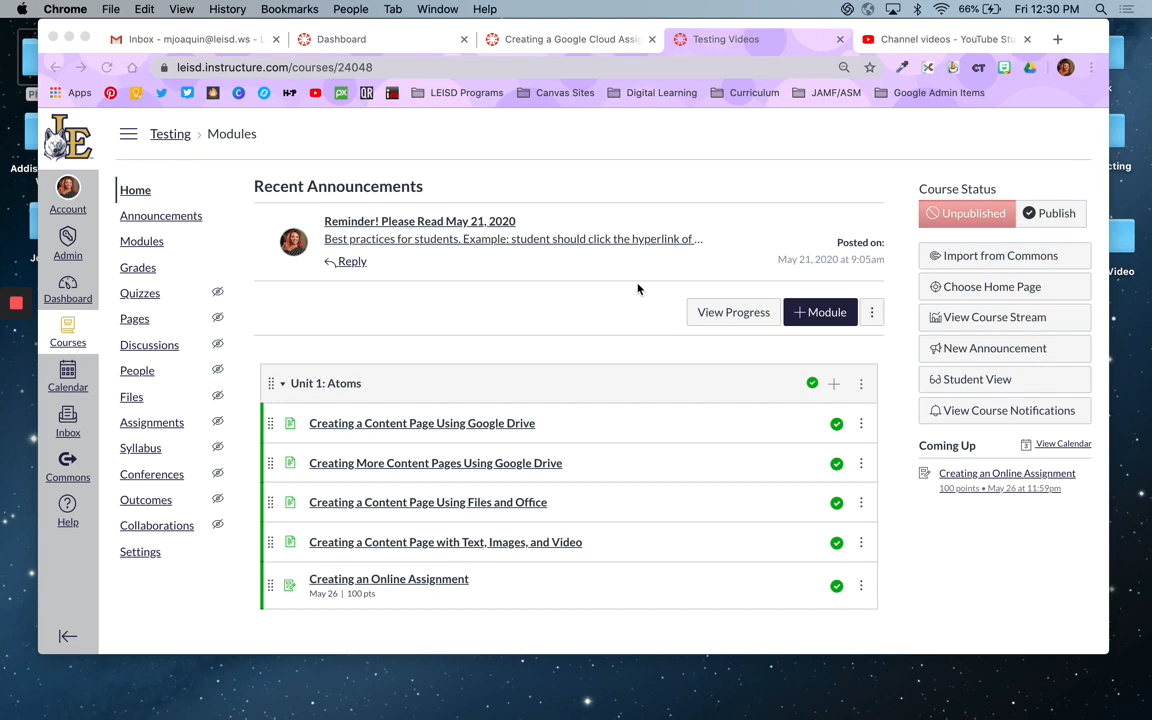 Chrome File Edit View History Bookmarks People Tab Window Help 66% Fri 12:30 PM
Inbox - mjoaquin@leisd.ws - L Dashboard Creating a Google Cloud Assig Testing Videos Channel videos - YouTube Stu
leisd.instructure.com/courses/24048
Apps LEISD Programs Canvas Sites Digital Learning Curriculum JAMF/ASM Google Admin Items
LE
Testing › Modules
Account
Admin
Dashboard
Courses
Calendar
Inbox
Commons
Help
Home
Announcements
Modules
Grades
Quizzes
Pages
Discussions
People
Files
Assignments
Syllabus
Conferences
Outcomes
Collaborations
Settings
Recent Announcements
Reminder! Please Read May 21, 2020
Best practices for students. Example: student should click the hyperlink of ...
Reply
Posted on:
May 21, 2020 at 9:05am
View Progress + Module
Unit 1: Atoms
Creating a Content Page Using Google Drive
Creating More Content Pages Using Google Drive
Creating a Content Page Using Files and Office
Creating a Content Page with Text, Images, and Video
Creating an Online Assignment
May 26 | 100 pts
Course Status
Unpublished Publish
Import from Commons
Choose Home Page
View Course Stream
New Announcement
Student View
View Course Notifications
Coming Up View Calendar
Creating an Online Assignment
100 points • May 26 at 11:59pm